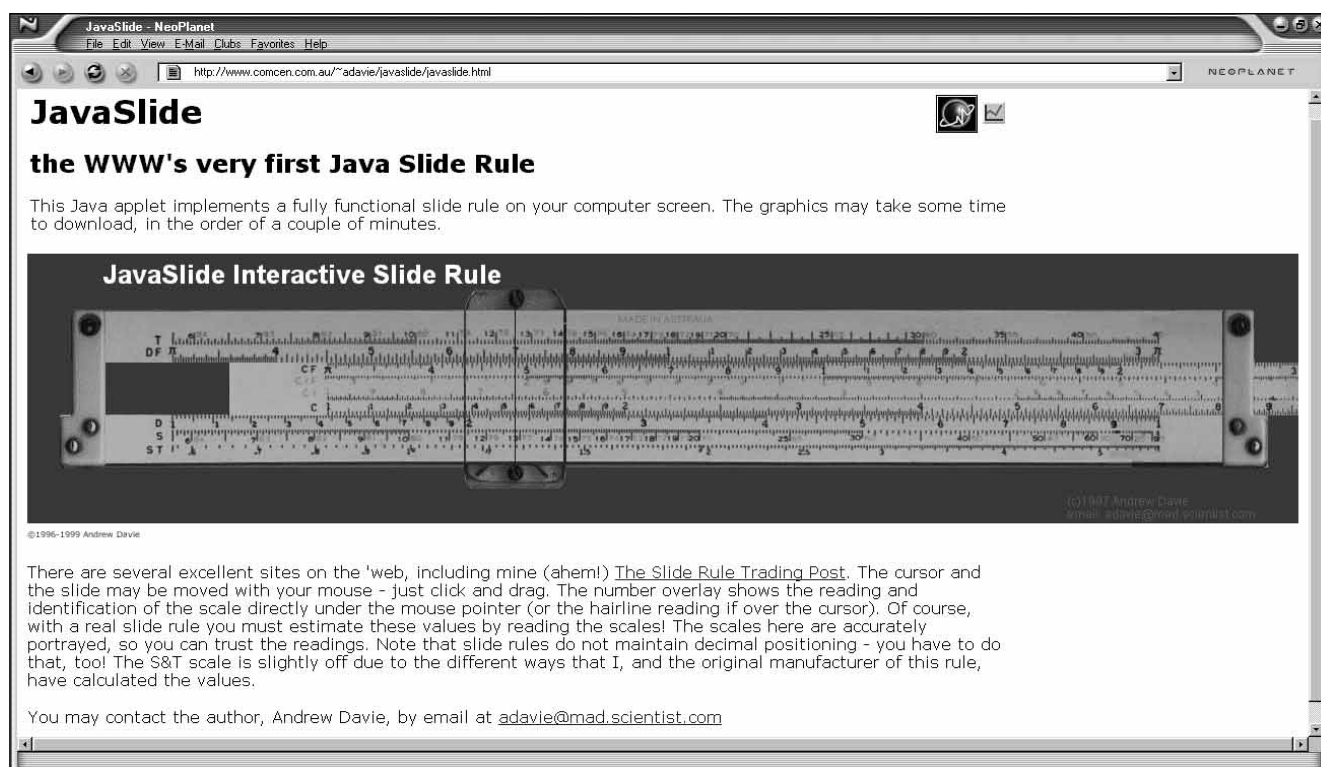 JavaSlide - NeoPlanet
File Edit View E-Mail Clubs Favorites Help
http://www.comcen.com.au/~adavie/javaslide/javaslide.html
NEOPLANET
JavaSlide
the WWW's very first Java Slide Rule
This Java applet implements a fully functional slide rule on your computer screen. The graphics may take some time
to download, in the order of a couple of minutes.
JavaSlide Interactive Slide Rule
MADE IN AUSTRALIA
T
DF
CF
C
D
S
ST
(c)1997 Andrew Davie
email: adavie@mad.scientist.com
©1996-1999 Andrew Davie
There are several excellent sites on the 'web, including mine (ahem!) The Slide Rule Trading Post. The cursor and
the slide may be moved with your mouse - just click and drag. The number overlay shows the reading and
identification of the scale directly under the mouse pointer (or the hairline reading if over the cursor). Of course,
with a real slide rule you must estimate these values by reading the scales! The scales here are accurately
portrayed, so you can trust the readings. Note that slide rules do not maintain decimal positioning - you have to do
that, too! The S&T scale is slightly off due to the different ways that I, and the original manufacturer of this rule,
have calculated the values.
You may contact the author, Andrew Davie, by email at adavie@mad.scientist.com